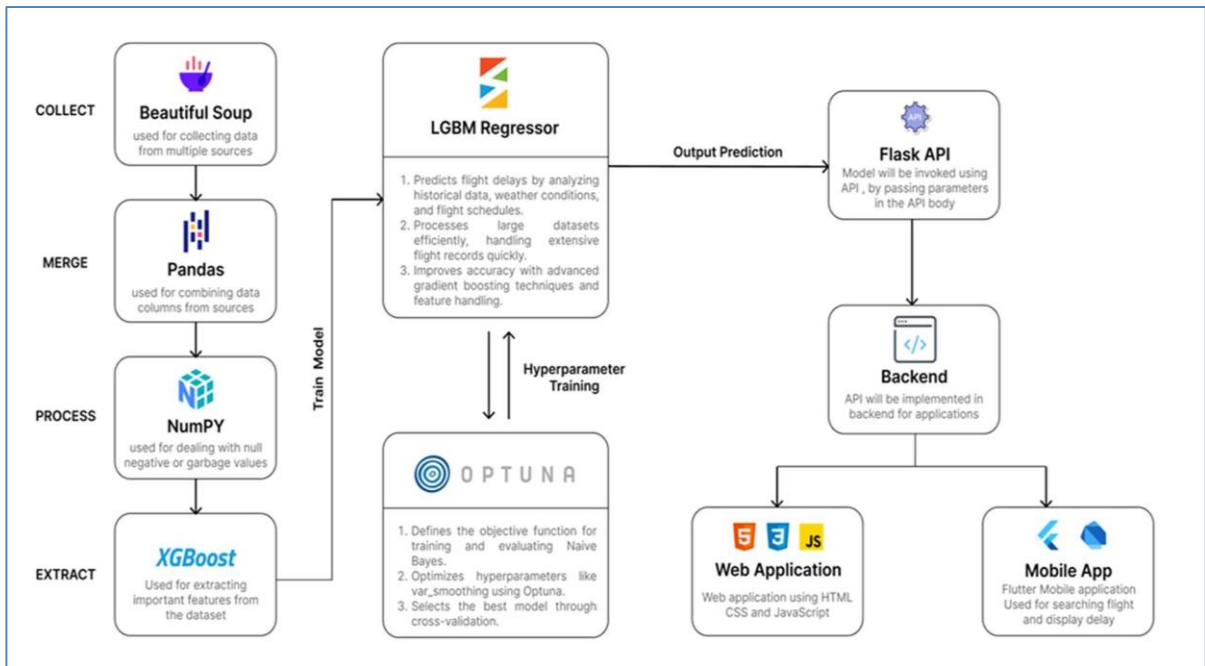 COLLECT
Beautiful Soup
used for collecting data
from multiple sources
MERGE
Pandas
used for combining data
columns from sources
PROCESS
NumPY
used for dealing with null
negative or garbage values
EXTRACT
XGBoost
Used for extracting
important features from
the dataset
Train Model
LGBM Regressor
1. Predicts flight delays by analyzing
historical data, weather conditions,
and flight schedules.
2. Processes large datasets
efficiently, handling extensive
flight records quickly.
3. Improves accuracy with advanced
gradient boosting techniques and
feature handling.
Hyperparameter
Training
OPTUNA
1. Defines the objective function for
training and evaluating Naive
Bayes.
2. Optimizes hyperparameters like
var_smoothing using Optuna.
3. Selects the best model through
cross-validation.
Output Prediction
API
Flask API
Model will be invoked using
API , by passing parameters
in the API body
</>
Backend
API will be implemented in
backend for applications
5
3
JS
Web Application
Web application using HTML
CSS and JavaScript
Mobile App
Flutter Mobile application
Used for searching flight
and display delay